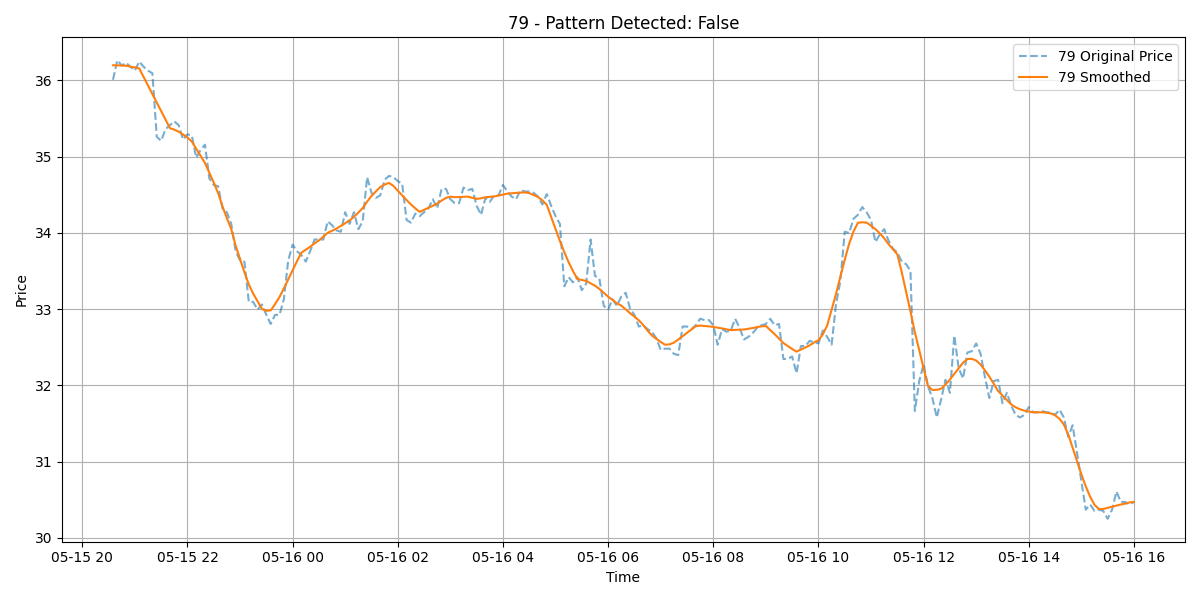 79 - Pattern Detected: False
79 Original Price
79 Smoothed
Price
36
35
34
33
32
31
30
05-15 20 05-15 22 05-16 00 05-16 02 05-16 04 05-16 06 05-16 08 05-16 10 05-16 12 05-16 14 05-16 16
Time